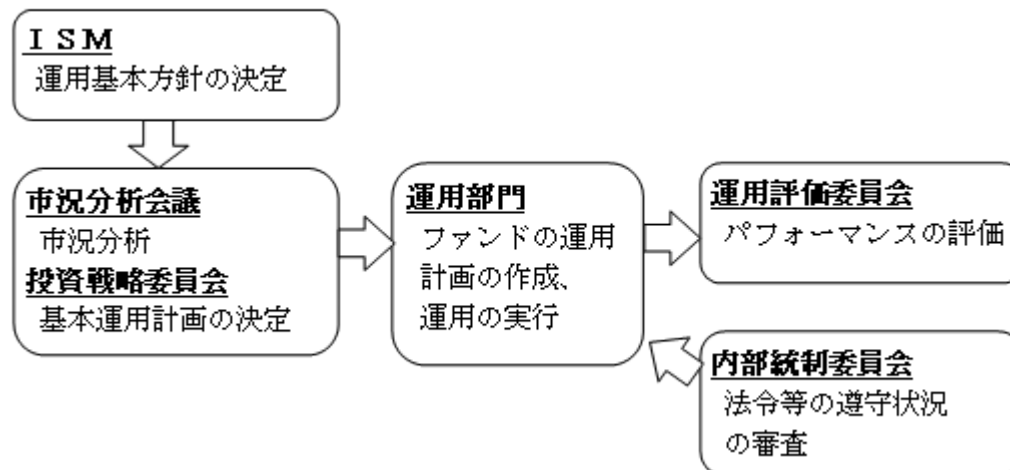 ＩＳＭ
運用基本方針の決定
市況分析会議
市況分析
投資戦略委員会
基本運用計画の決定
運用部門
ファンドの運用
計画の作成、
運用の実行
運用評価委員会
パフォーマンスの評価
内部統制委員会
法令等の遵守状況
の審査